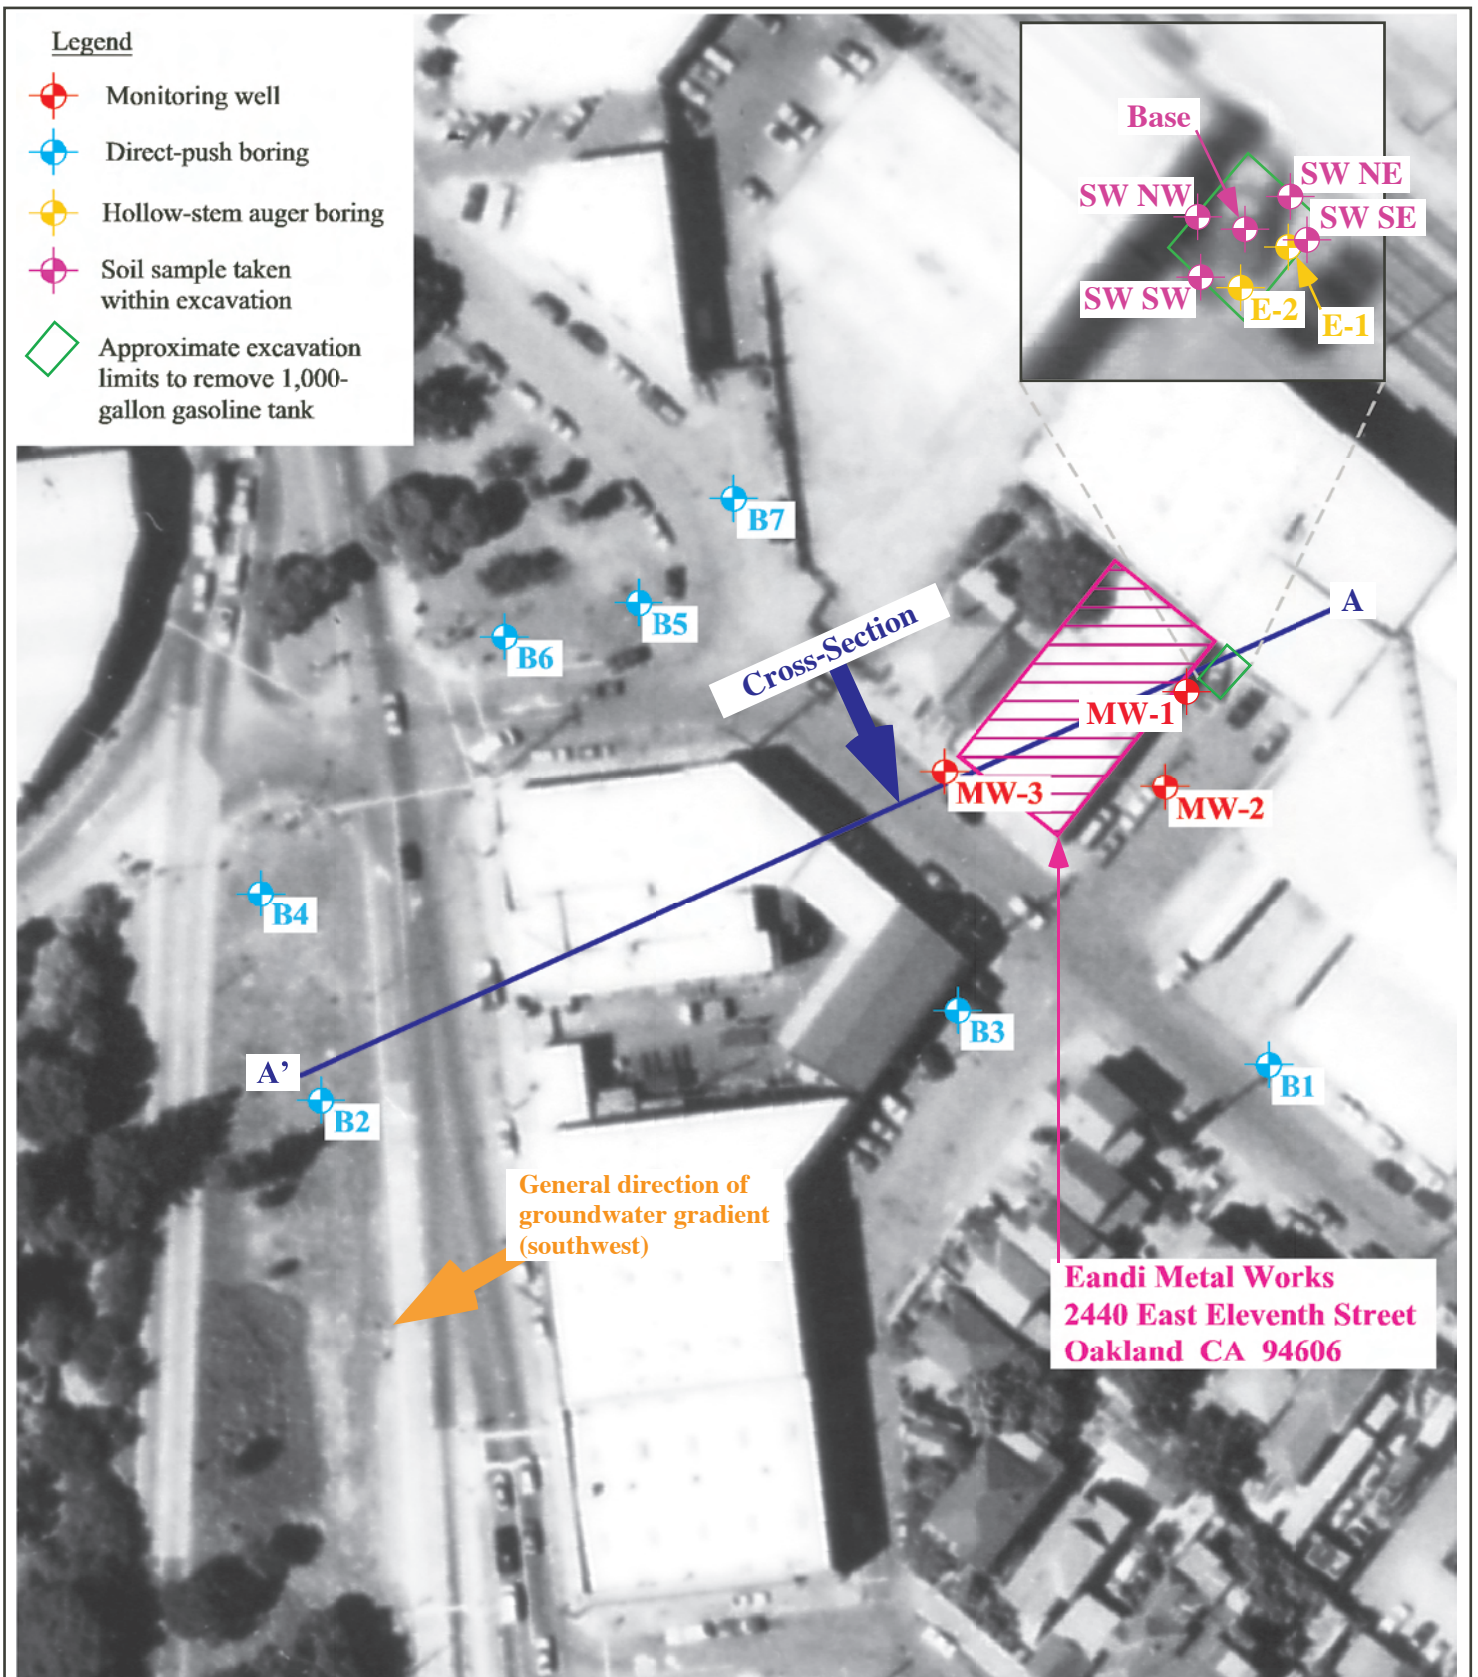 Legend
Monitoring well
Direct-push boring
Hollow-stem auger boring
Soil sample taken
within excavation
Approximate excavation
limits to remove 1,000-
gallon gasoline tank
Base
SW NE
SW NW
SW SE
SW SW
E-2
E-1
B7
A
B5
Cross-Section
B6
MW-1
MW-3
MW-2
B4
B3
A’
B1
B2
General direction of
groundwater gradient
(southwest)
Eandi Metal Works
2440 East Eleventh Street
Oakland CA 94606